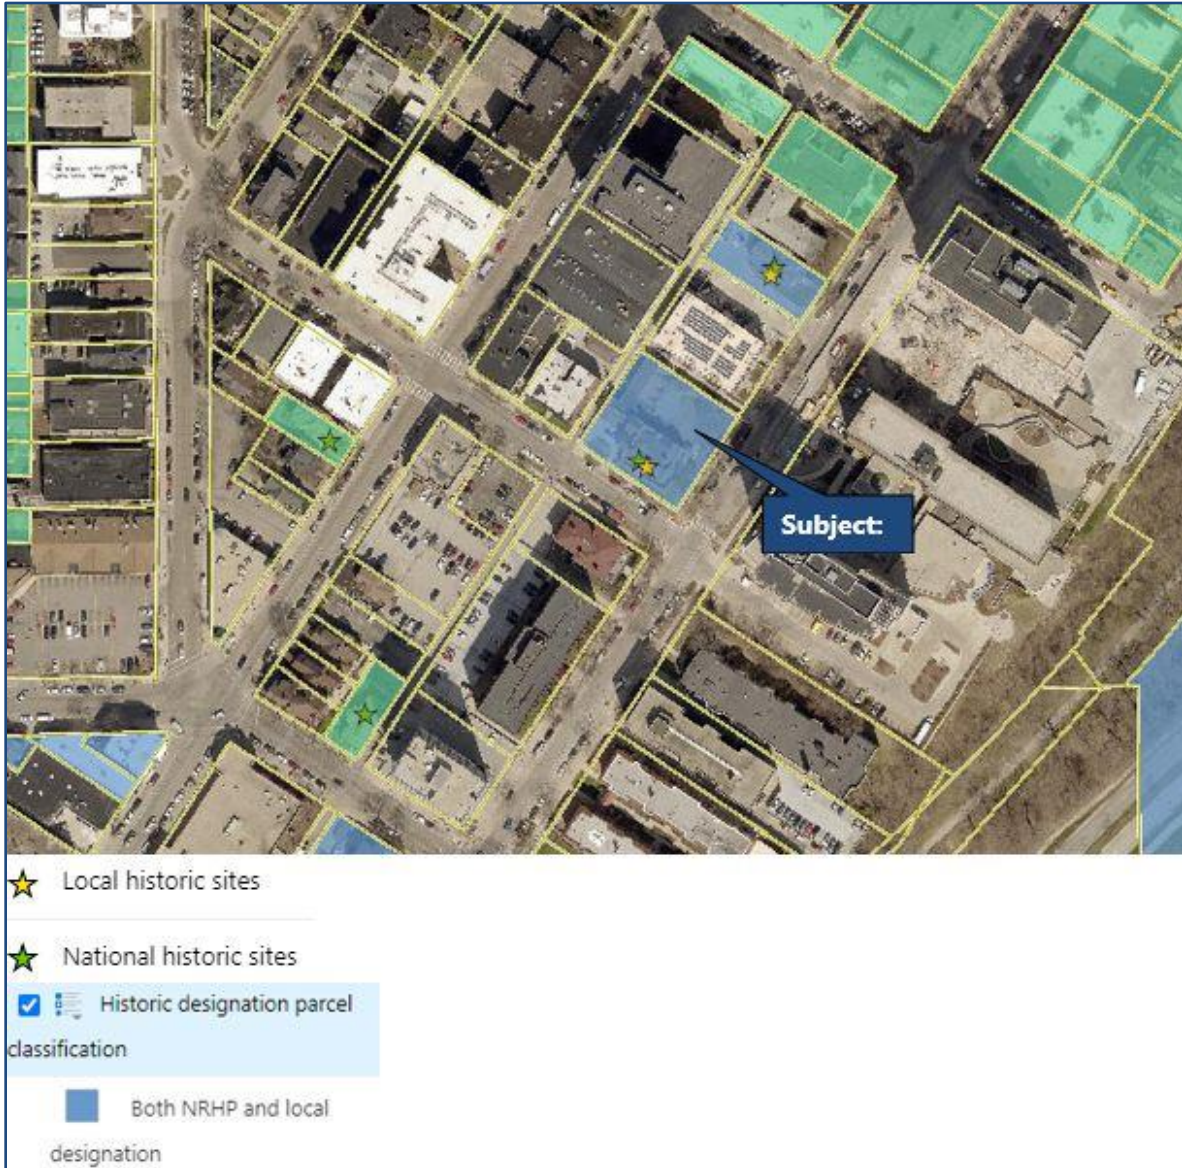 Subject:
Local historic sites
National historic sites
Historic designation parcel
classification
Both NRHP and local
designation